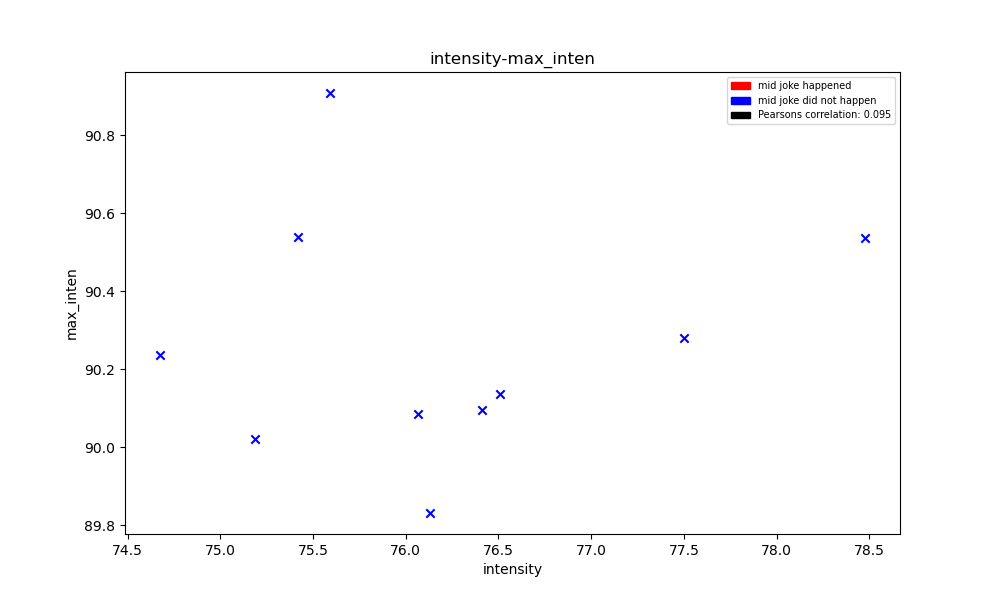 intensity-max_inten
mid joke happened
mid joke did not happen
Pearsons correlation: 0.095
max_inten
90.8
90.6
90.4
90.2
90.0
89.8
74.5 75.0 75.5 76.0 76.5 77.0 77.5 78.0 78.5
intensity